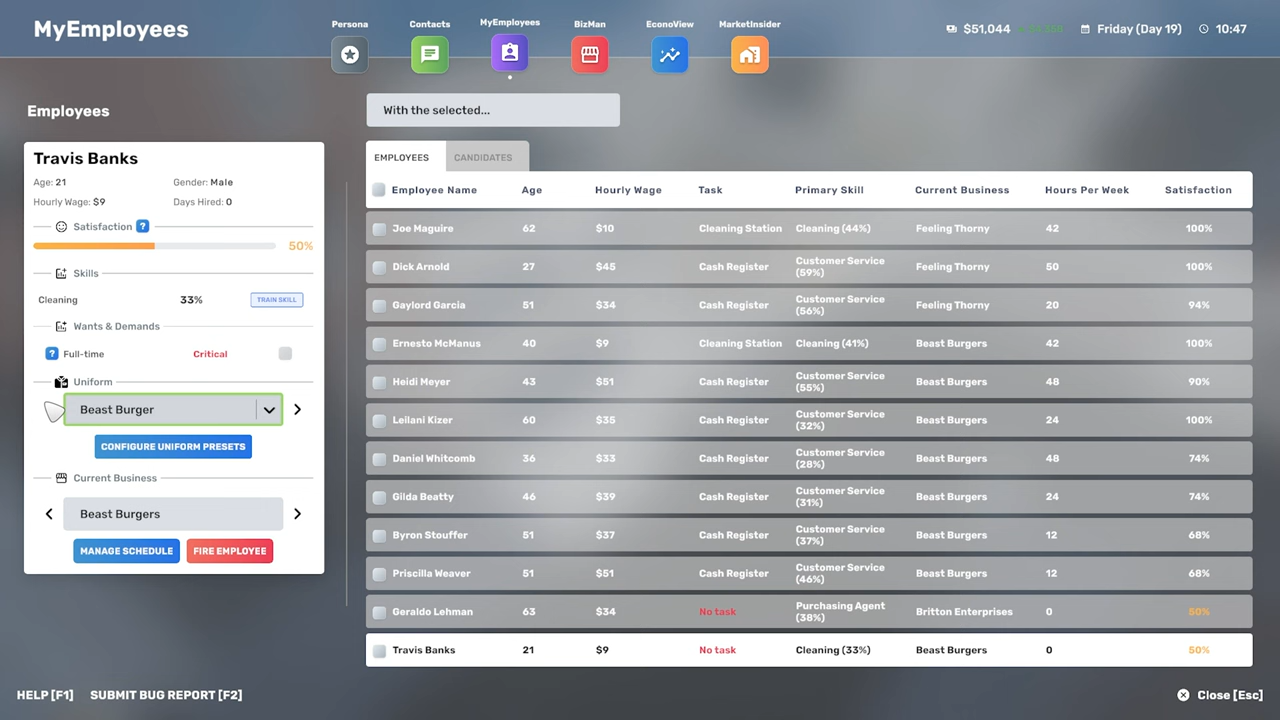 MyEmployees
Persona
Contacts
MyEmployees
BizMan
EconoView
MarketInsider
$51,044
Friday (Day 19)
10:47
Employees
With the selected...
Travis Banks
Age: 21
Gender: Male
Hourly Wage: $9
Days Hired: 0
Satisfaction ?
50%
Skills
Cleaning 33% TRAIN SKILL
Wants & Demands
? Full-time Critical
Uniform
Beast Burger
CONFIGURE UNIFORM PRESETS
Current Business
Beast Burgers
MANAGE SCHEDULE FIRE EMPLOYEE
EMPLOYEES CANDIDATES
Employee Name Age Hourly Wage Task Primary Skill Current Business Hours Per Week Satisfaction
Joe Maguire 62 $10 Cleaning Station Cleaning (44%) Feeling Thorny 42 100%
Dick Arnold 27 $45 Cash Register Customer Service (59%) Feeling Thorny 50 100%
Gaylord Garcia 51 $34 Cash Register Customer Service (56%) Feeling Thorny 20 94%
Ernesto McManus 40 $9 Cleaning Station Cleaning (41%) Beast Burgers 42 100%
Heidi Meyer 43 $51 Cash Register Customer Service (55%) Beast Burgers 48 90%
Leilani Kizer 60 $35 Cash Register Customer Service (32%) Beast Burgers 24 100%
Daniel Whitcomb 36 $33 Cash Register Customer Service (28%) Beast Burgers 48 74%
Gilda Beatty 46 $39 Cash Register Customer Service (31%) Beast Burgers 24 74%
Byron Stouffer 51 $37 Cash Register Customer Service (37%) Beast Burgers 12 68%
Priscilla Weaver 51 $51 Cash Register Customer Service (46%) Beast Burgers 12 68%
Geraldo Lehman 63 $34 No task Purchasing Agent (38%) Britton Enterprises 0 50%
Travis Banks 21 $9 No task Cleaning (33%) Beast Burgers 0 50%
HELP [F1] SUBMIT BUG REPORT [F2]
Close [Esc]